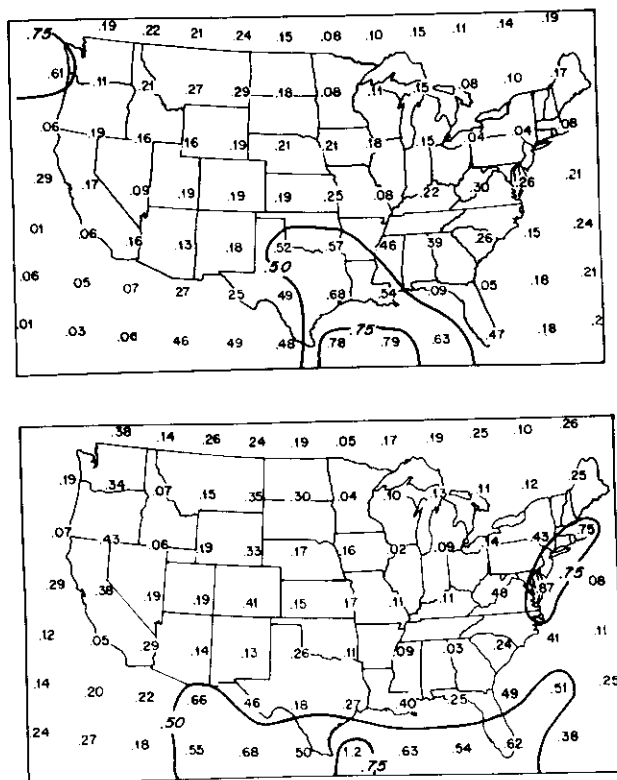 .19 .22 .21 .24 .15 .08 .10 .15 .11 .14 .19
.75
.61 .11 .21 .27 .29 .18 .08 .11 .15 .08 .10 .17
.06 .19 .16 .16 .19 .21 .21 .18 .15 .04 .04 .08
.29 .17 .09 .19 .19 .19 .25 .08 .22 .30 .26 .21
01 .06 .16 .13 .18 .52 .57 46 39 .26 .15 .24
.50
.06 .05 07 27 25 49 .68 .54 .09 .05 .18 .21
.01 .03 .06 46 49 .48 .78 .75 .79 .63 .47 .18 .2
.38 .14 .26 .24 .19 .05 .17 .19 .25 .10 .26
.19 .34 .07 .15 .35 .30 .04 .10 .13 .11 .12 .25
.07 .43 .06 .19 .33 .17 .16 .02 .09 .14 .43 .75
.75
.29 .38 .19 .19 .41 .15 17 .11 .11 48 .87 08
.12 .05 .29 .14 .13 .26 .11 .09 .03 .24 41 .11
.14 .20 .22 .66 46 18 .27 .40 .25 49 .51 .25
.50
.24 .27 .18 .55 .68 50 1.2 .63 .54 .62 .38
.75